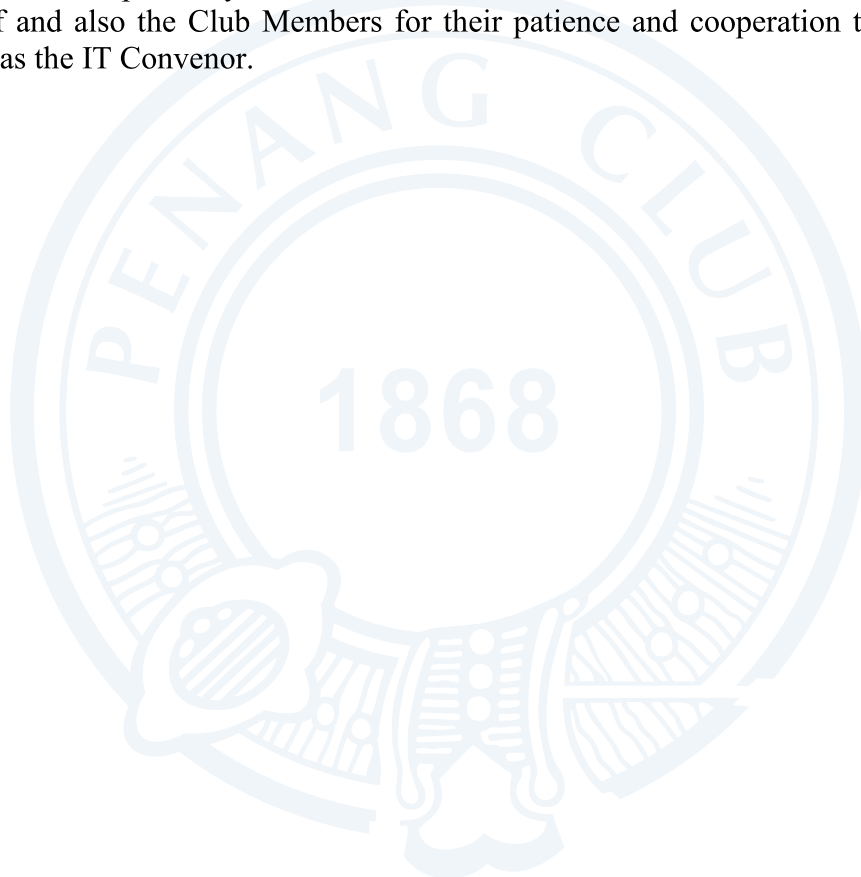 and also the Club Members for their patience and cooperation
as the IT Convenor.
PENANG CLUB
1868